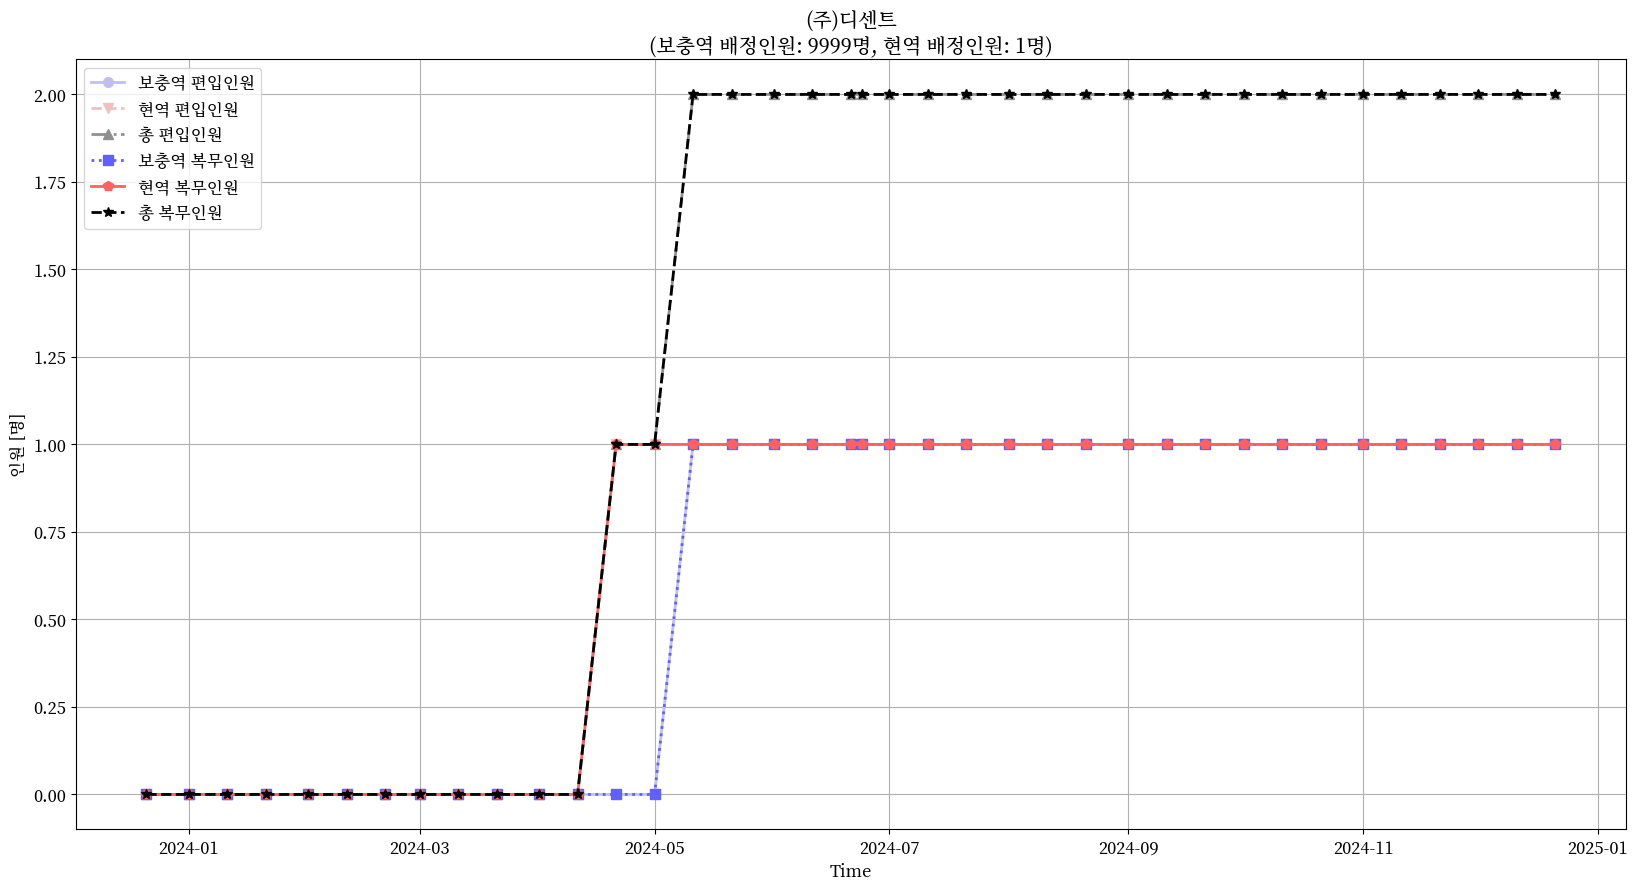 (주)디센트
(보충역 배정인원: 9999명, 현역 배정인원: 1명)
보충역 편입인원
현역 편입인원
총 편입인원
보충역 복무인원
현역 복무인원
총 복무인원
2.00
1.75
1.50
1.25
1.00
0.75
0.50
0.25
0.00
인원 [명]
2024-01
2024-03
2024-05
2024-07
2024-09
2024-11
2025-01
Time